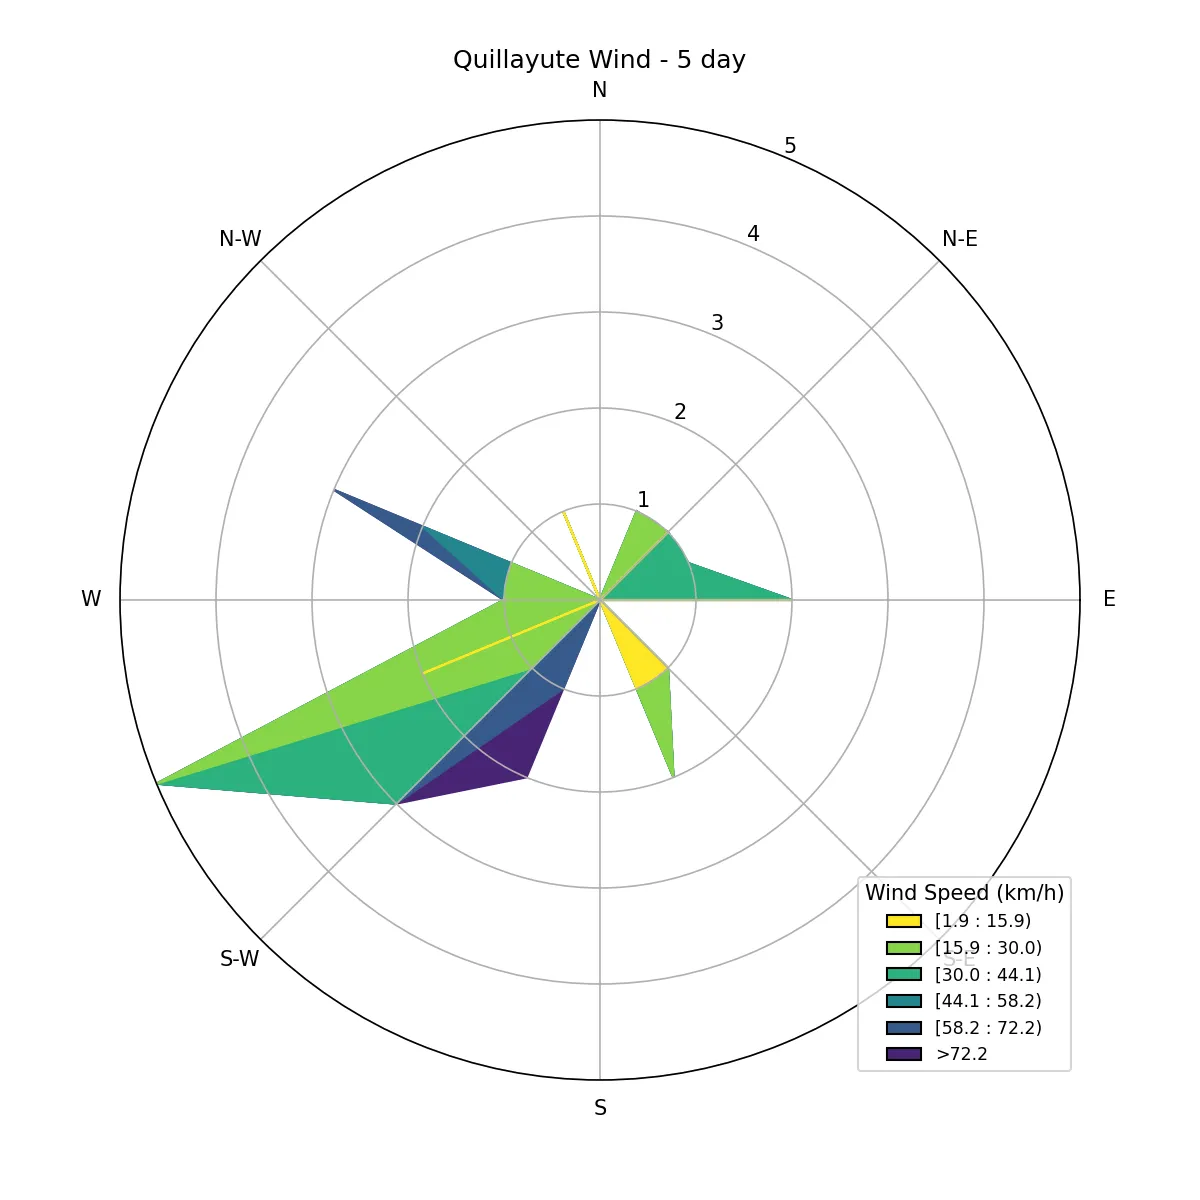 Quillayute Wind - 5 day
N
5
N-W
4
N-E
3
2
1
W
E
Wind Speed (km/h)
[1.9 : 15.9)
[15.9 : 30.0)
S-W
S-E
[30.0 : 44.1)
[44.1 : 58.2)
[58.2 : 72.2)
>72.2
S